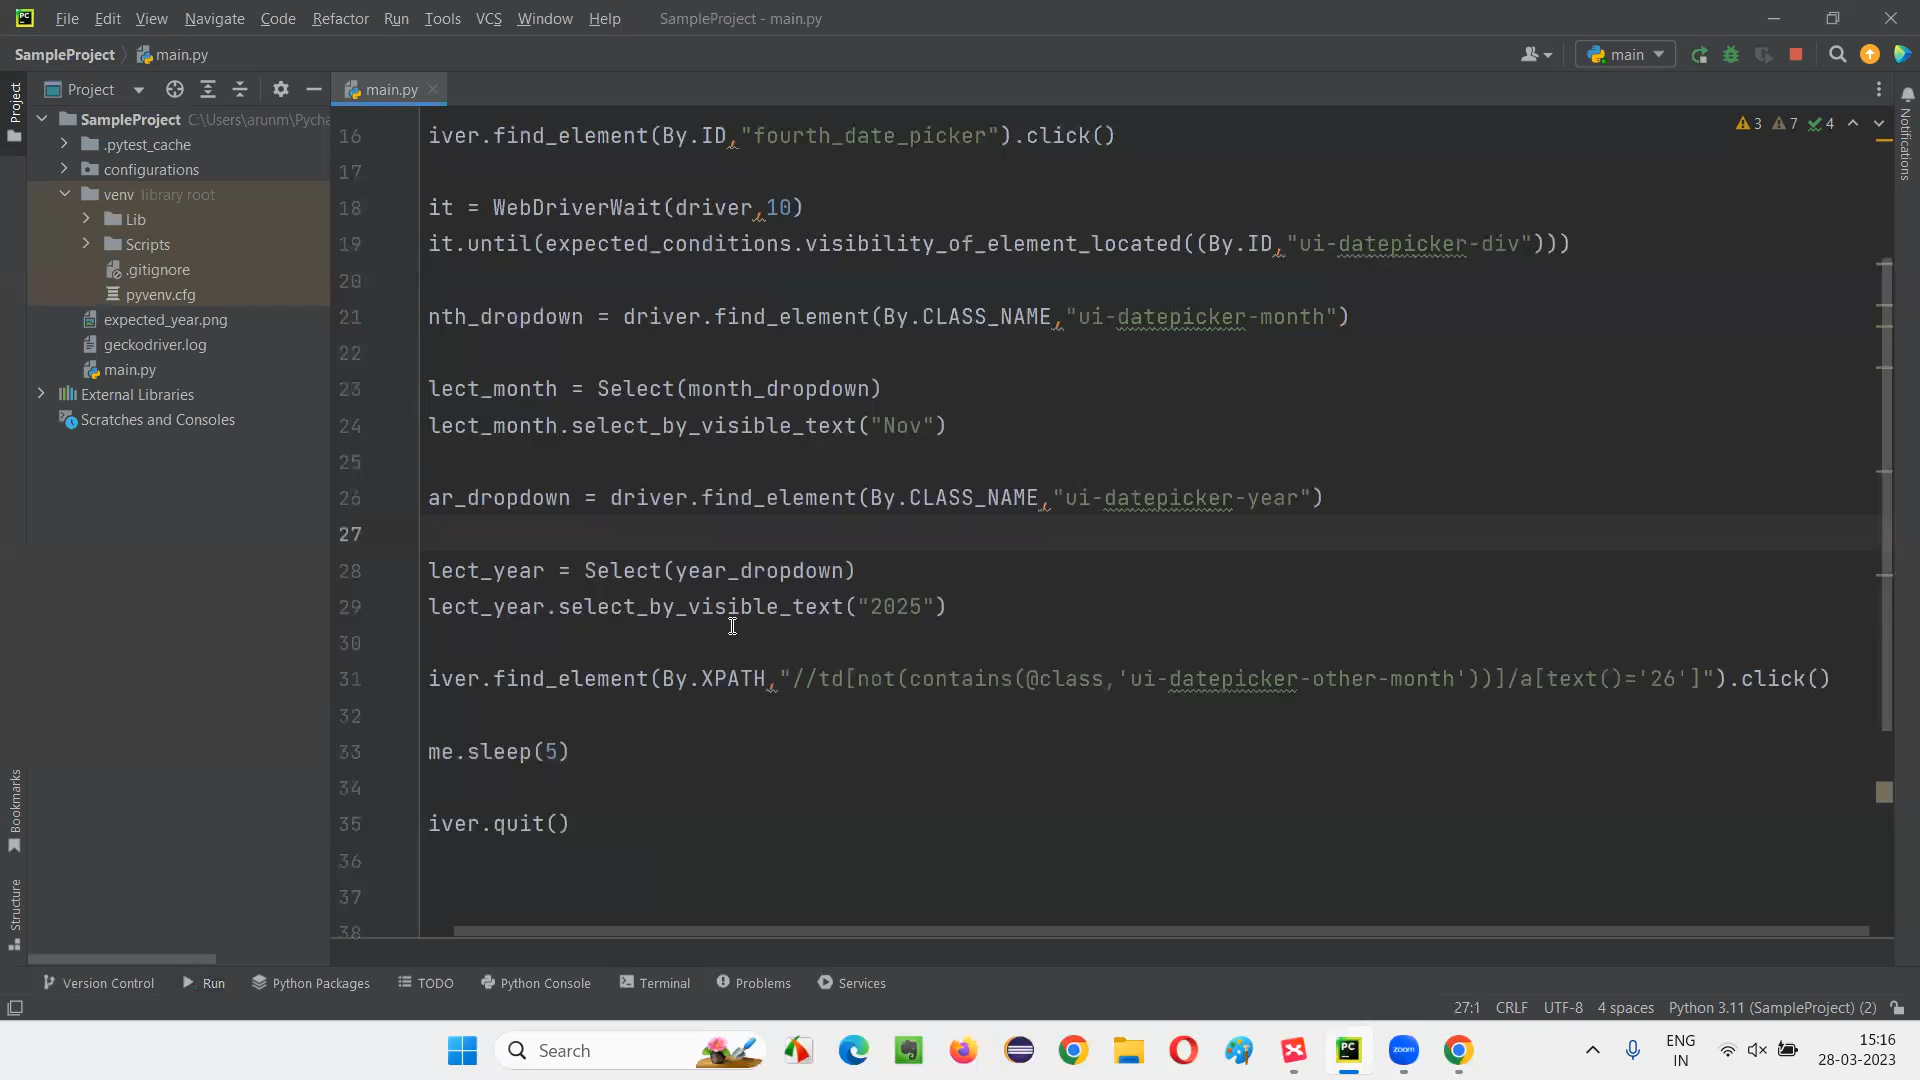 File Edit View Navigate Code Refactor Run Tools VCS Window Help SampleProject - main.py
SampleProject main.py main
Project main.py
SampleProject C:\Users\arunm\Pycha
.pytest_cache
configurations
venv library root
Lib
Scripts
.gitignore
pyvenv.cfg
expected_year.png
geckodriver.log
main.py
External Libraries
Scratches and Consoles
Project
Bookmarks
Structure
3 7 4
Notifications
16 iver.find_element(By.ID,"fourth_date_picker").click()
17
18 it = WebDriverWait(driver,10)
19 it.until(expected_conditions.visibility_of_element_located((By.ID,"ui-datepicker-div")))
20
21 nth_dropdown = driver.find_element(By.CLASS_NAME,"ui-datepicker-month")
22
23 lect_month = Select(month_dropdown)
24 lect_month.select_by_visible_text("Nov")
25
26 ar_dropdown = driver.find_element(By.CLASS_NAME,"ui-datepicker-year")
27
28 lect_year = Select(year_dropdown)
29 lect_year.select_by_visible_text("2025")
30
31 iver.find_element(By.XPATH,"//td[not(contains(@class,'ui-datepicker-other-month'))]/a[text()='26']").click()
32
33 me.sleep(5)
34
35 iver.quit()
36
37
38
Version Control Run Python Packages TODO Python Console Terminal Problems Services
27:1 CRLF UTF-8 4 spaces Python 3.11 (SampleProject) (2)
Search
PC
zoom
ENG
IN
15:16
28-03-2023